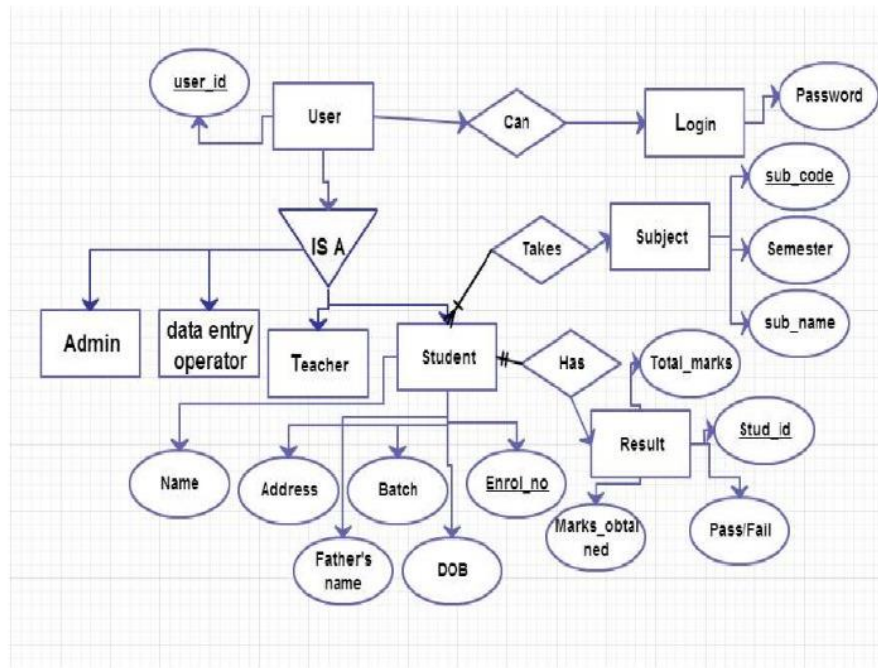 user_id
User
Can
Login
Password
sub_code
Takes
Subject
Semester
IS A
sub_name
Admin
data entry
operator
Teacher
Student
Has
Total_marks
Result
Stud_id
Name
Address
Batch
Enrol_no
Marks_obtai
ned
Pass/Fail
Father's
name
DOB